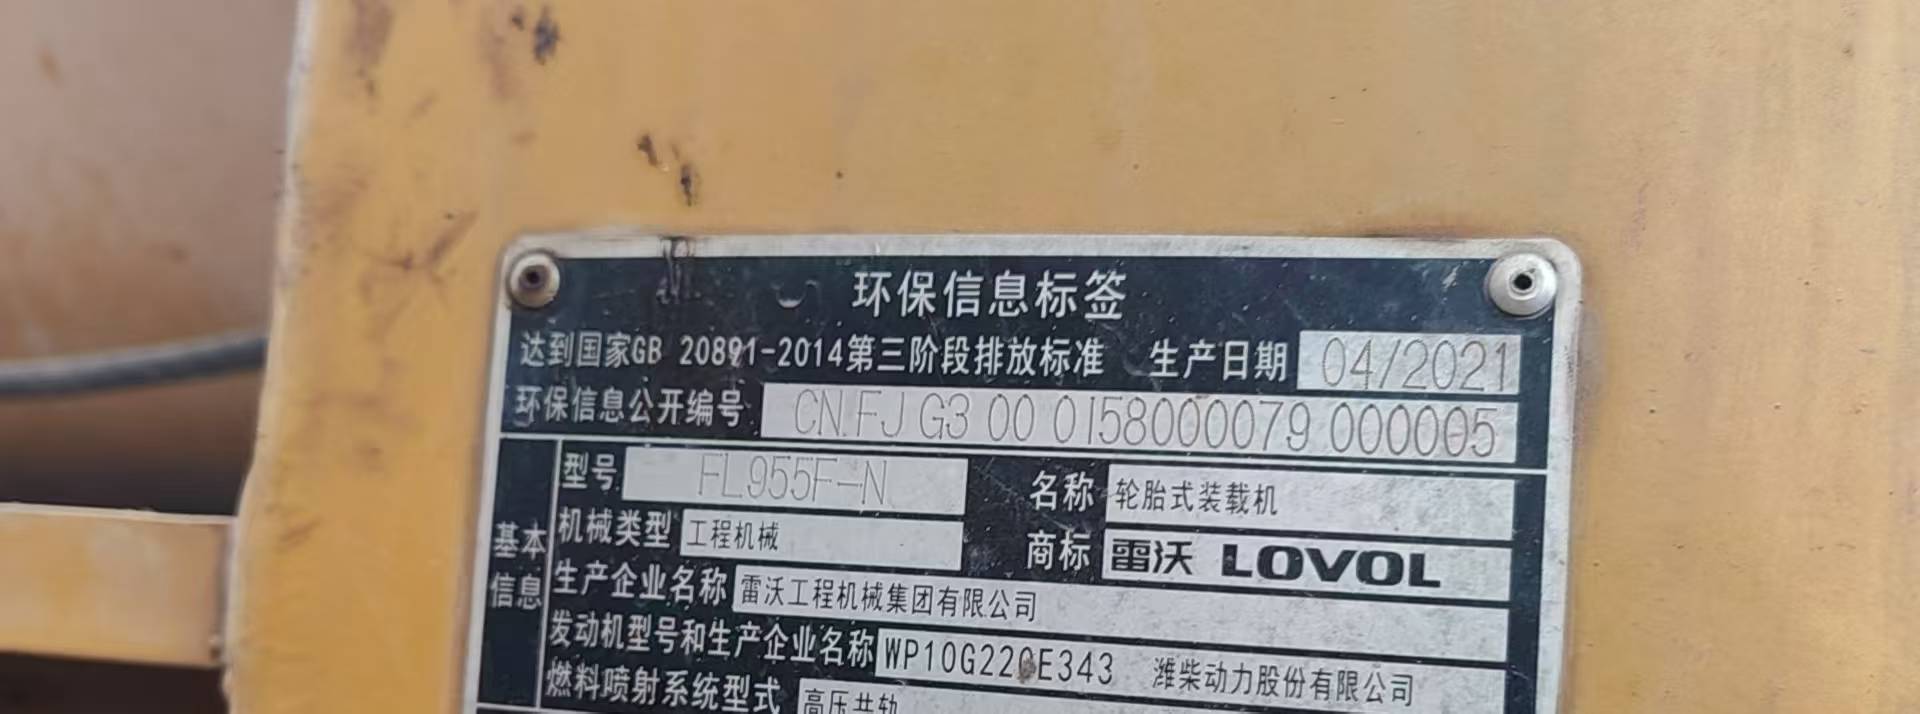 环保信息标签
达到国家GB 20891-2014第三阶段排放标准 生产日期 04/2021
环保信息公开编号 CN FJ G3 00 0158000079 000005
基本信息
型号 FL955F-N 名称 轮胎式装载机
机械类型 工程机械 商标 雷沃 LOVOL
生产企业名称 雷沃工程机械集团有限公司
发动机型号和生产企业名称 WP10G220E343 潍柴动力股份有限公司
燃料喷射系统型式 高压共轨